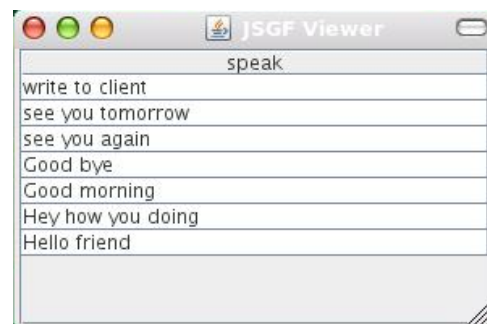 JSGF Viewer
speak
write to client
see you tomorrow
see you again
Good bye
Good morning
Hey how you doing
Hello friend